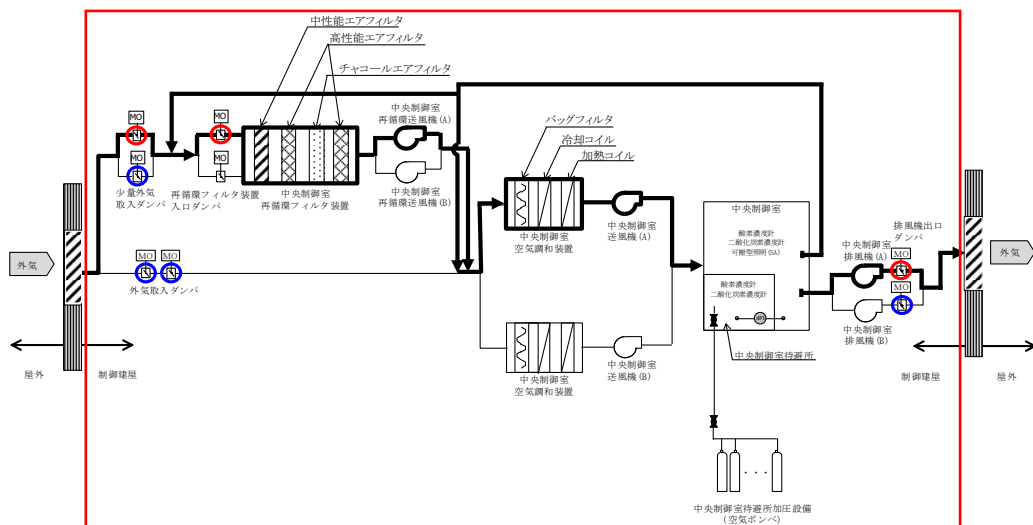 中性能エアフィルタ
高性能エアフィルタ
チャコールエアフィルタ
MO
MO
MO
MO
少量外気
取入ダンパ
再循環フィルタ装置
入口ダンパ
中央制御室
再循環フィルタ装置
中央制御室
再循環送風機(A)
中央制御室
再循環送風機(B)
バッグフィルタ
冷却コイル
加熱コイル
中央制御室
空気調和装置
中央制御室
送風機(A)
中央制御室
空気調和装置
中央制御室
送風機(B)
中央制御室
酸素濃度計
二酸化炭素濃度計
可搬型照明(SA)
酸素濃度計
二酸化炭素濃度計
dPI
中央制御室待避所
排風機出口
ダンパ
中央制御室
排風機(A)
MO
MO
中央制御室
排風機(B)
外気
MO
MO
外気取入ダンパ
外気
屋外
制御建屋
制御建屋
屋外
中央制御室待避所加圧設備
(空気ボンベ)